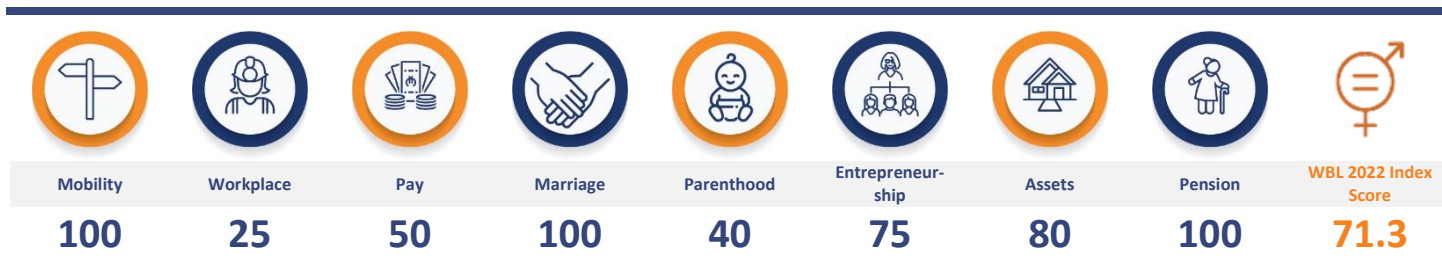 Mobility
Workplace
Pay
Marriage
Parenthood
Entrepreneur-
ship
Assets
Pension
WBL 2022 Index
Score
100
25
50
100
40
75
80
100
71.3